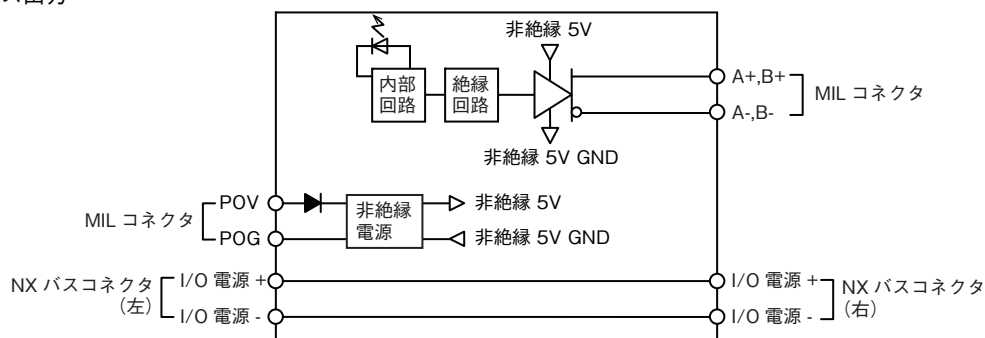 非絶縁 5V
内部
回路
絶縁
回路
A+,B+
A-,B-
MIL コネクタ
非絶縁 5V GND
MIL コネクタ
POV
POG
非絶縁
電源
非絶縁 5V
非絶縁 5V GND
NX バスコネクタ
(左)
I/O 電源 +
I/O 電源 -
I/O 電源 +
I/O 電源 -
NX バスコネクタ
(右)